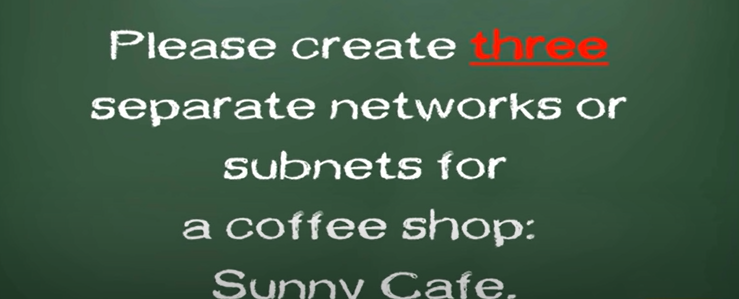 Please create three
separate networks or
subnets for
a coffee shop:
Sunny Cafe.